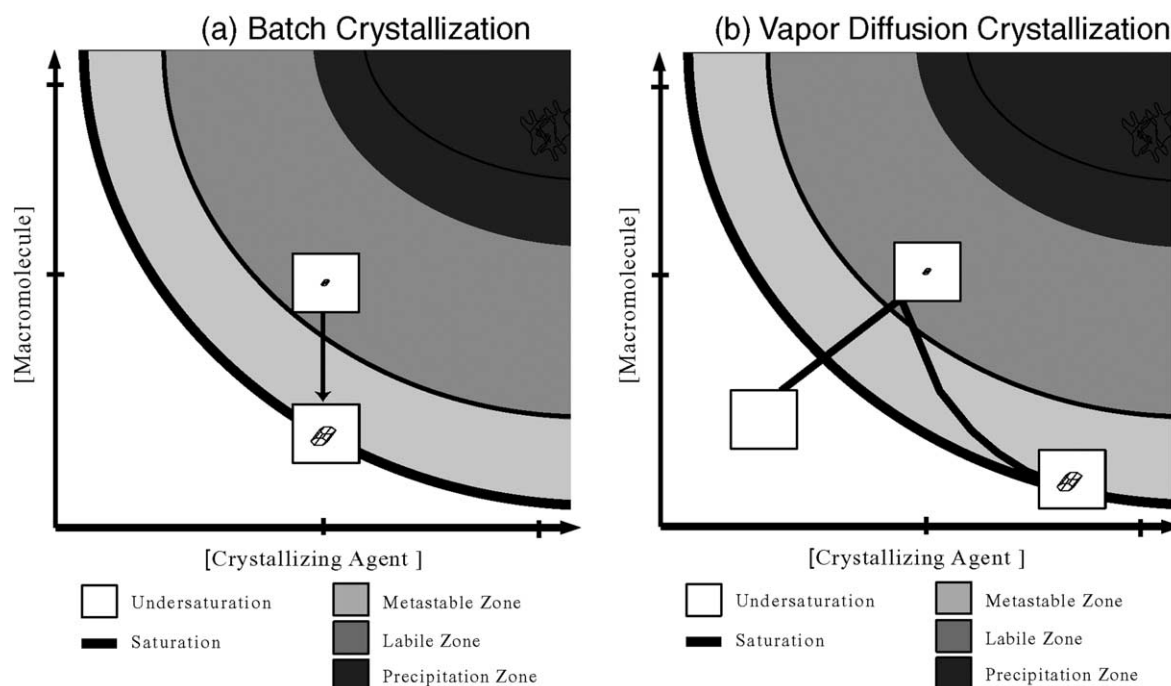 (a) Batch Crystallization
[Macromolecule]
[Crystallizing Agent ]
Undersaturation
Saturation
Metastable Zone
Labile Zone
Precipitation Zone
(b) Vapor Diffusion Crystallization
[Macromolecule]
[Crystallizing Agent ]
Undersaturation
Saturation
Metastable Zone
Labile Zone
Precipitation Zone